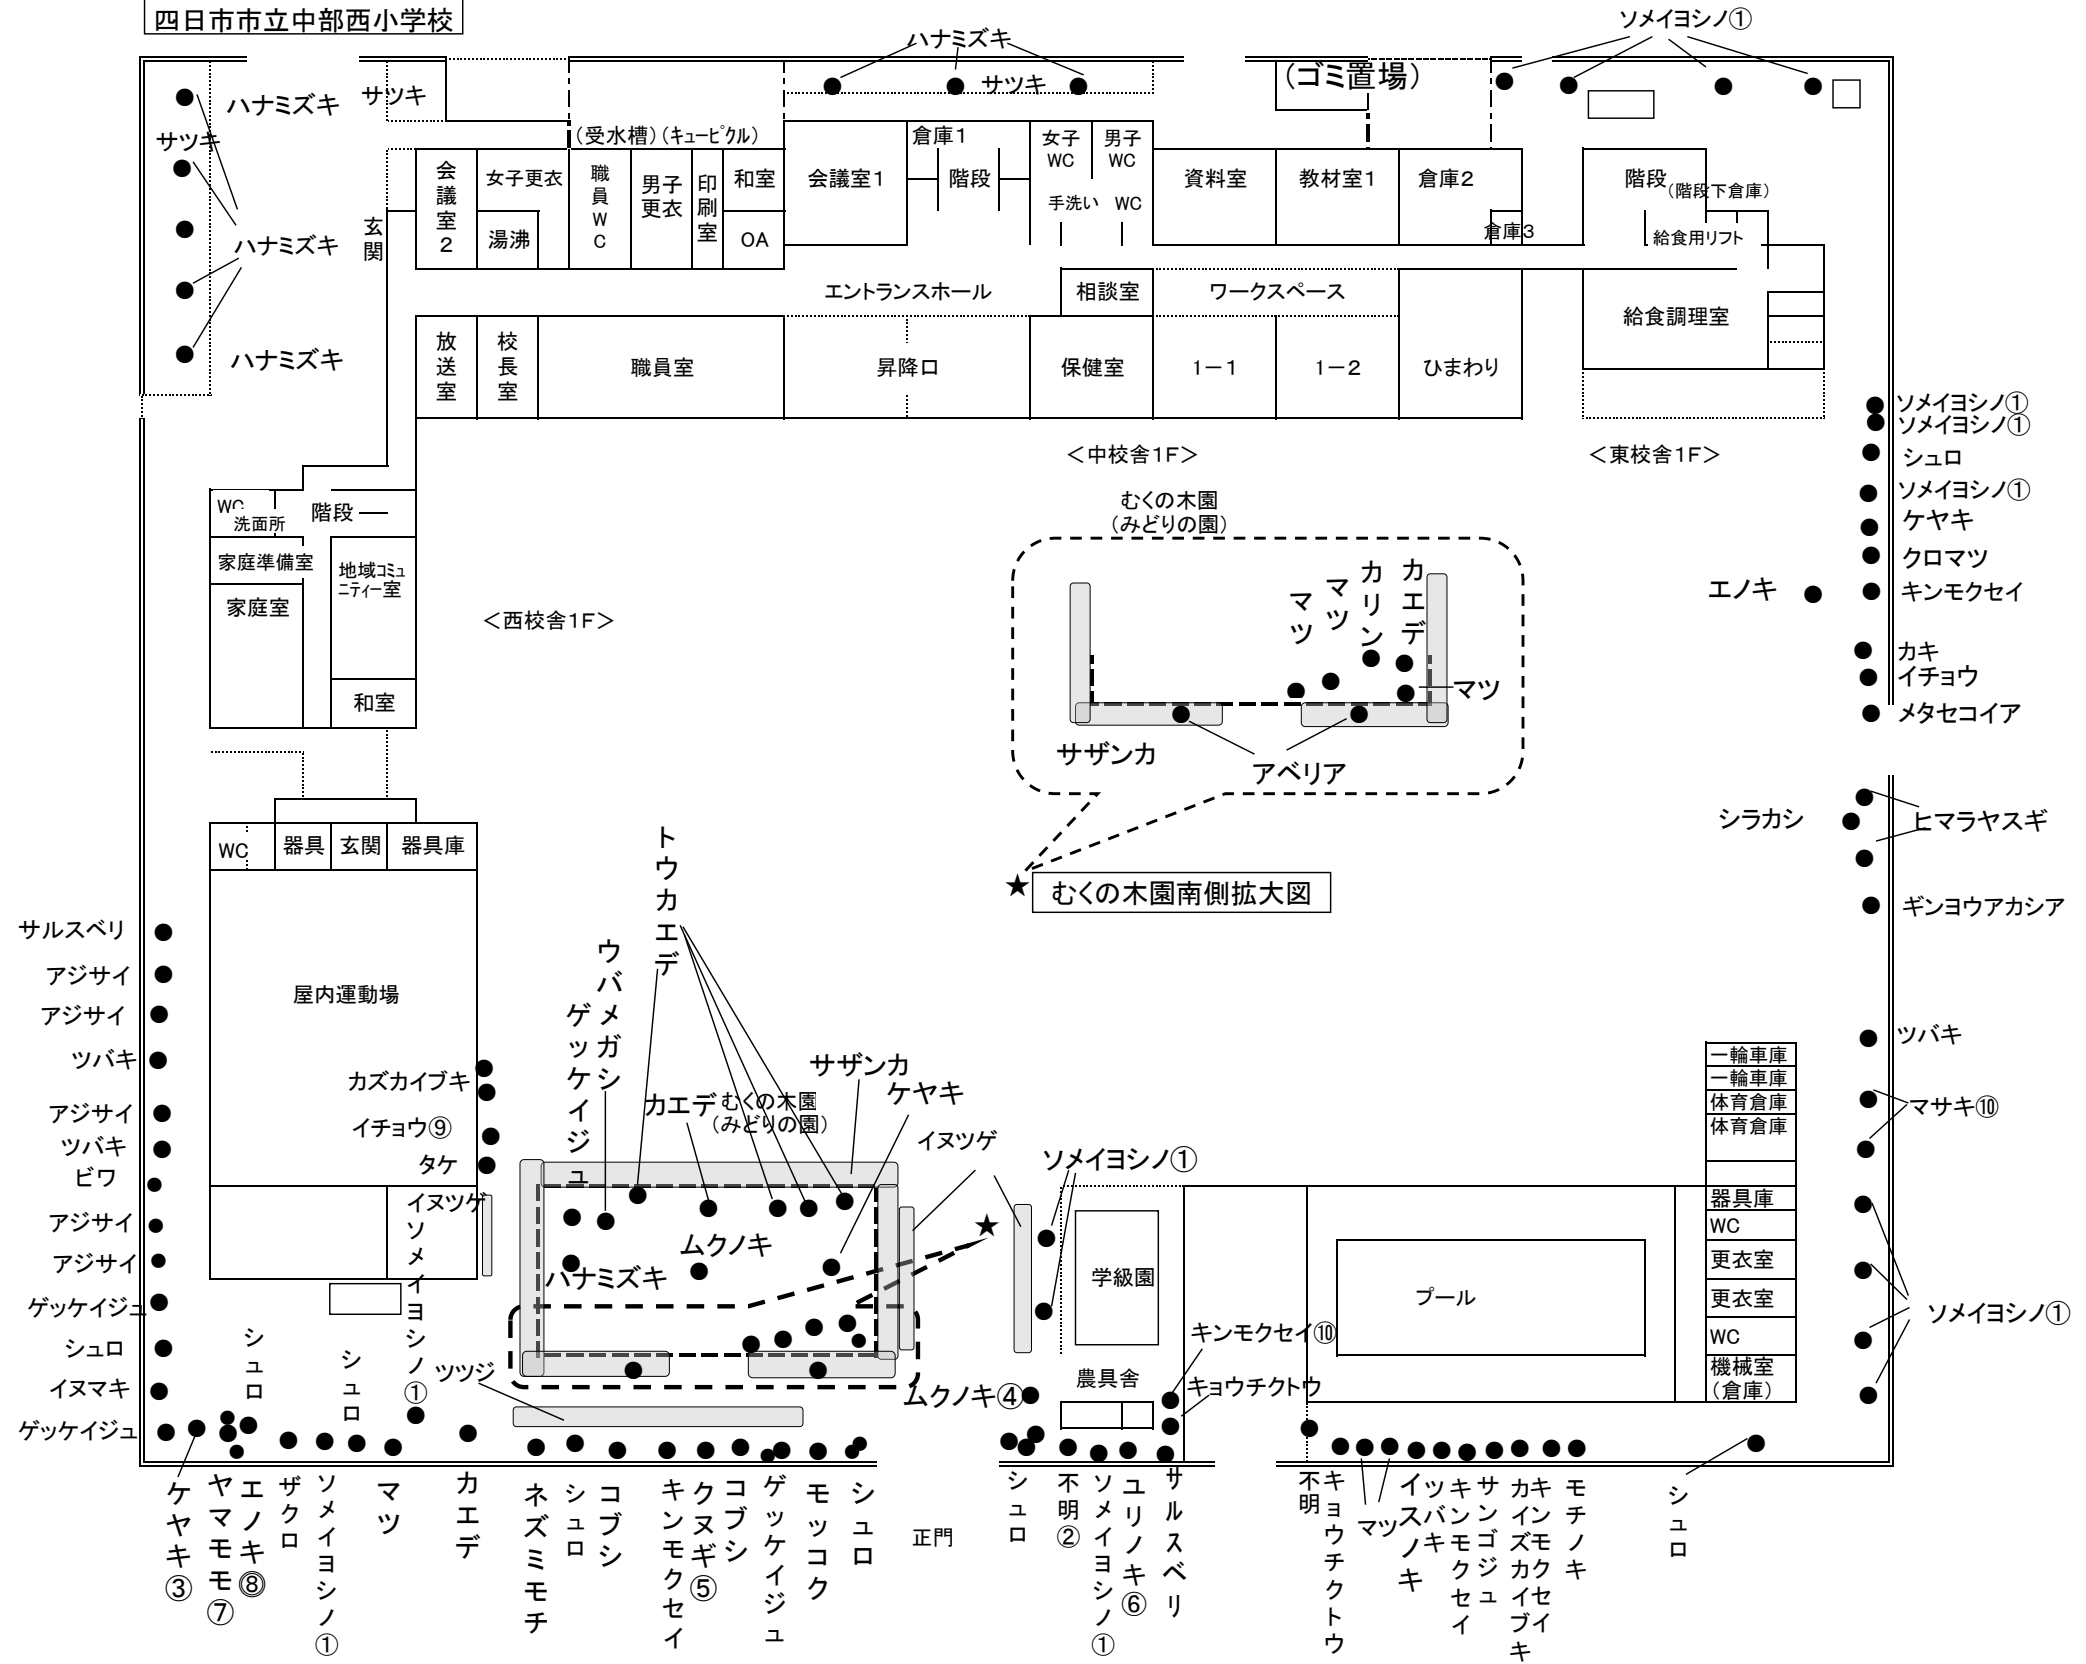 四日市市立中部西小学校
ソメイヨシノ①
ハナミズキ
サツキ
(ゴミ置場)
ハナミズキ
サツキ
サツキ
ハナミズキ
ハナミズキ
玄関
(受水槽)(キュービクル)
会議室2
女子更衣
湯沸
職員WC
男子更衣
印刷室
和室
OA
会議室1
倉庫1
階段
女子WC
男子WC
手洗い
WC
資料室
教材室1
倉庫2
倉庫3
階段
(階段下倉庫)
給食用リフト
エントランスホール
相談室
ワークスペース
給食調理室
放送室
校長室
職員室
昇降口
保健室
1-1
1-2
ひまわり
<中校舎1F>
<東校舎1F>
ソメイヨシノ①
ソメイヨシノ①
シュロ
ソメイヨシノ①
ケヤキ
クロマツ
キンモクセイ
エノキ
カキ
イチョウ
メタセコイア
WC
洗面所
階段
家庭準備室
地域コミュニティー室
家庭室
和室
<西校舎1F>
むくの木園
(みどりの園)
マツ
マツ
カリン
カエデ
マツ
サザンカ
アベリア
★むくの木園南側拡大図
シラカシ
ヒマラヤスギ
ギンヨウアカシア
ツバキ
マサキ⑩
ソメイヨシノ①
WC
器具
玄関
器具庫
屋内運動場
サルスベリ
アジサイ
アジサイ
ツバキ
アジサイ
ツバキ
ビワ
アジサイ
アジサイ
ゲッケイジュ
シュロ
イヌマキ
ゲッケイジュ
カズカイブキ
イチョウ⑨
タケ
イヌツゲ
ソメイヨシノ①
シュロ
シュロ
ツツジ
ゲッケイジュ
ウバメガシ
トウカエデ
カエデ
むくの木園
(みどりの園)
サザンカ
ケヤキ
イヌツゲ
ムクノキ
ハナミズキ
★
ソメイヨシノ①
学級園
農具舎
ムクノキ④
キンモクセイ⑩
キョウチクトウ
プール
一輪車庫
一輪車庫
体育倉庫
体育倉庫
器具庫
WC
更衣室
更衣室
WC
機械室
(倉庫)
ケヤキ③
ヤマモモ⑦
エノキ⑧
ザクロ
ソメイヨシノ①
マツ
カエデ
ネズミモチ
シュロ
コブシ
キンモクセイ
クヌギ⑤
コブシ
ゲッケイジュ
モッコク
シュロ
正門
シュロ
不明②
ソメイヨシノ①
ユリノキ⑥
サルスベリ
不明
キョウチクトウ
マツ
イスノキ
ツバキ
キンモクセイ
サンゴジュ
カイズカイブキ
キンモクセイ
モチノキ
シュロ